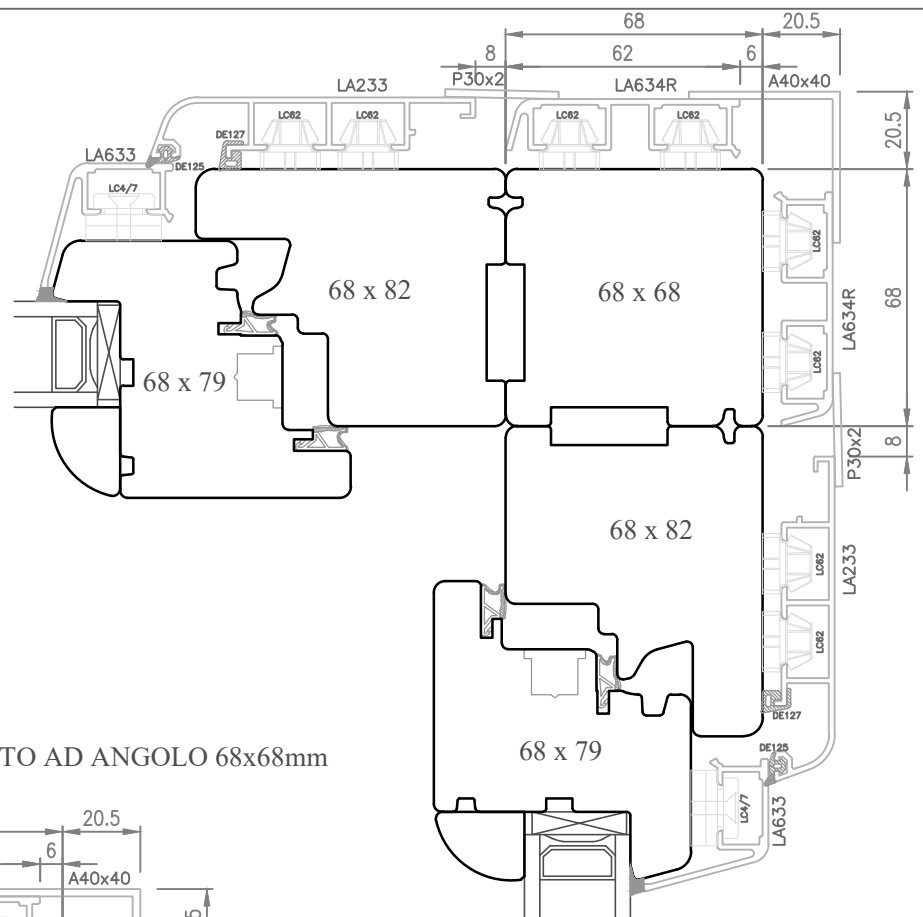 68
20.5
8
62
6
LA233
P30x2
LA634R
A40x40
LC62
LC62
LC62
LC62
20.5
DE127
LA633
DE125
LC4/7
LC62
68 x 82
68 x 68
LA634R
68
LC62
68 x 79
8
P30x2
68 x 82
LC62
LA233
LC62
DE127
68 x 79
DE125
TO AD ANGOLO 68x68mm
LC4/7
LA633
20.5
6
A40x40